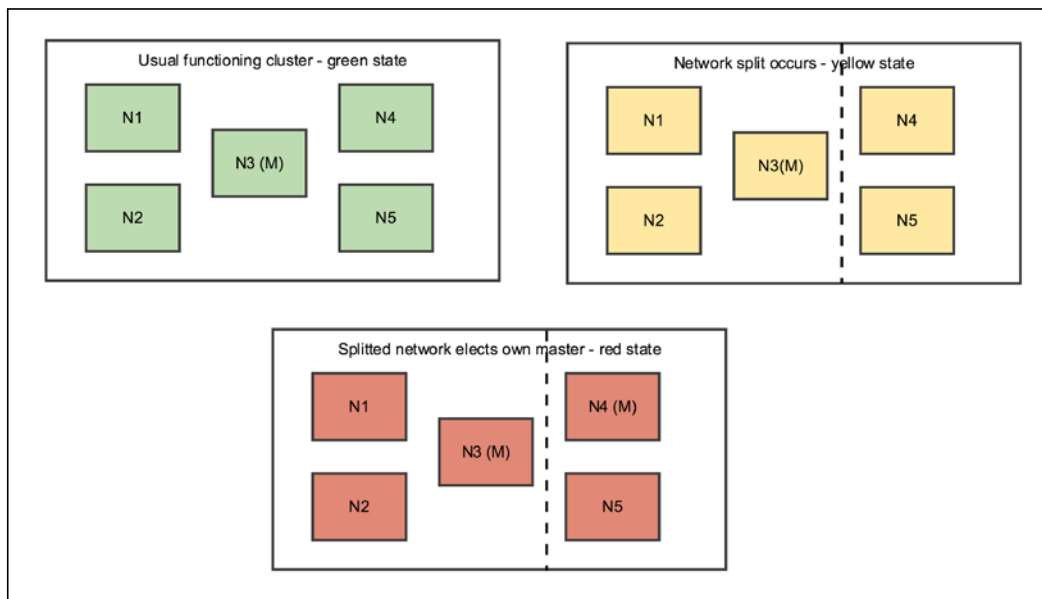 Usual functioning cluster - green state
N1
N4
N3 (M)
N2
N5
Network split occurs - yellow state
N1
N4
N3(M)
N2
N5
Splitted network elects own master - red state
N1
N4 (M)
N3 (M)
N2
N5